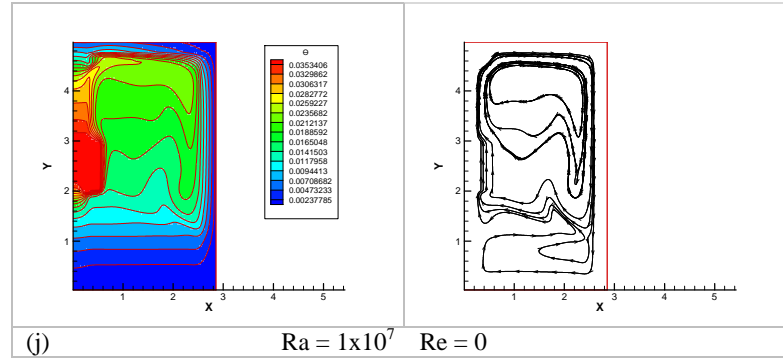 Θ
0.0353406
0.0329862
0.0306317
0.0282772
0.0259227
0.0235682
0.0212137
0.0188592
0.0165048
0.0141503
0.0117958
0.0094413
0.00708682
0.00473233
0.00237785
Y
4
3
2
1
1 2 3 4 5
X
Y
4
3
2
1
1 2 3 4 5
X
(j) Ra = 1x10⁷ Re = 0